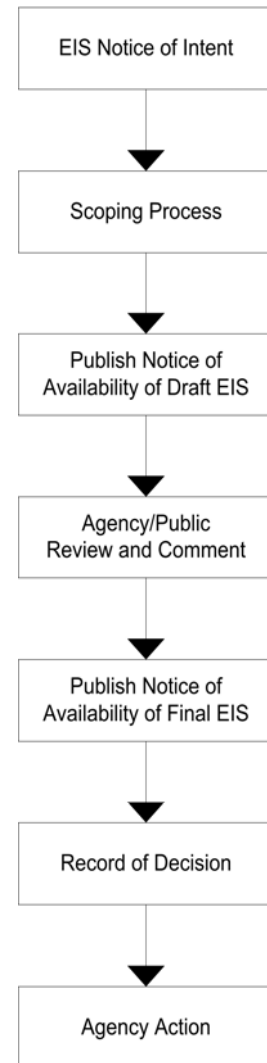 EIS Notice of Intent
Scoping Process
Publish Notice of
Availability of Draft EIS
Agency/Public
Review and Comment
Publish Notice of
Availability of Final EIS
Record of Decision
Agency Action